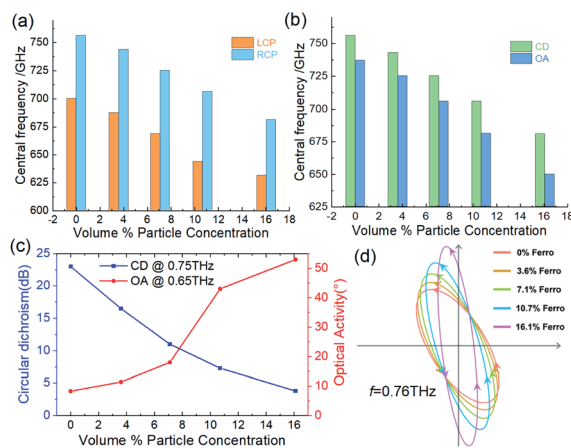 (a)
Central frequency /GHz
750
725
700
675
650
625
600
LCP
RCP
-2 0 2 4 6 8 10 12 14 16 18
Volume % Particle Concentration
(b)
Central frequency /GHz
750
725
700
675
650
625
CD
OA
-2 0 2 4 6 8 10 12 14 16 18
Volume % Particle Concentration
(c)
Circular dichroism(dB)
25
20
15
10
5
0
CD @ 0.75THz
OA @ 0.65THz
50
40
30
20
10
0
Optical Activity(°)
0 2 4 6 8 10 12 14 16
Volume % Particle Concentration
(d)
0% Ferro
3.6% Ferro
7.1% Ferro
10.7% Ferro
16.1% Ferro
f=0.76THz